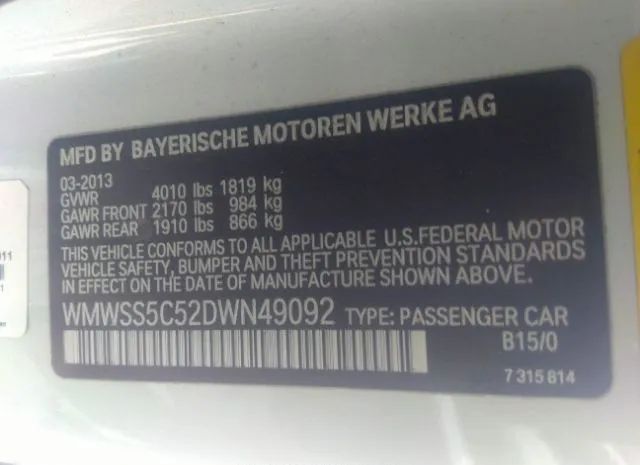 MFD BY BAYERISCHE MOTOREN WERKE AG
03-2013
GVWR 4010 lbs 1819 kg
GAWR FRONT 2170 lbs 984 kg
GAWR REAR 1910 lbs 866 kg
THIS VEHICLE CONFORMS TO ALL APPLICABLE U.S.FEDERAL MOTOR
VEHICLE SAFETY, BUMPER AND THEFT PREVENTION STANDARDS
IN EFFECT ON THE DATE OF MANUFACTURE SHOWN ABOVE.
WMWSS5C52DWN49092 TYPE: PASSENGER CAR
B15/0
7 315 814